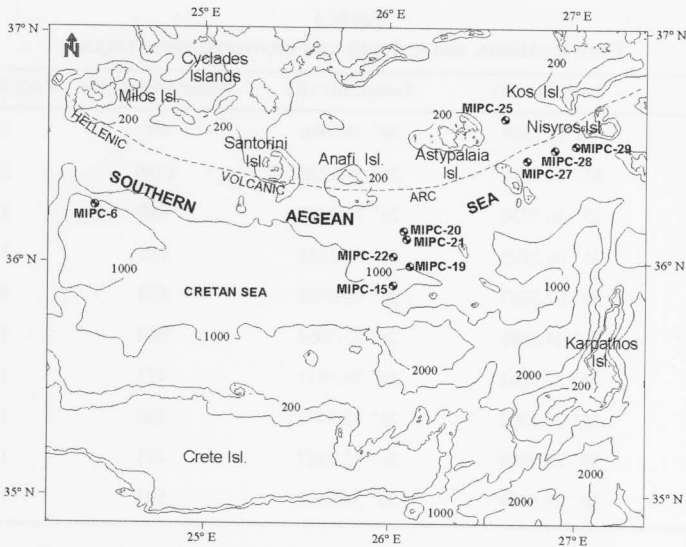 25°E
26°E
27°E
37°N
37°N
N
Cyclades
Islands
200
Kos Isl.
Milos Isl.
MIPC-25
200
200
Nisyros Isl.
HELLENIC
Santorini
Isl.
Anafi Isl.
Astypalaia
Isl.
MIPC-29
MIPC-28
MIPC-27
VOLCANIC
200
ARC
SOUTHERN
AEGEAN
SEA
MIPC-6
MIPC-20
MIPC-21
36°N
MIPC-22
36°N
1000
1000
MIPC-19
1000
CRETAN SEA
MIPC-15
1000
1000
Karpathos
Isl.
2000
200
200
Crete Isl.
2000
35°N
1000
2000
35°N
25°E
26°E
27°E